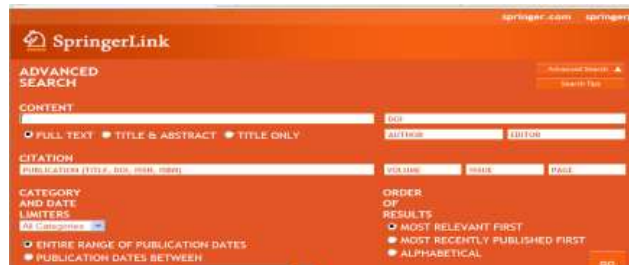 springer.com springer
SpringerLink
ADVANCED
SEARCH
Advanced Search
Search Tips
CONTENT
DOI
FULL TEXT TITLE & ABSTRACT TITLE ONLY
AUTHOR EDITOR
CITATION
PUBLICATION (TITLE, DOI, ISSN, ISBN) VOLUME ISSUE PAGE
CATEGORY
AND DATE
LIMITERS
All Categories
ENTIRE RANGE OF PUBLICATION DATES
PUBLICATION DATES BETWEEN
ORDER
OF
RESULTS
MOST RELEVANT FIRST
MOST RECENTLY PUBLISHED FIRST
ALPHABETICAL
GO